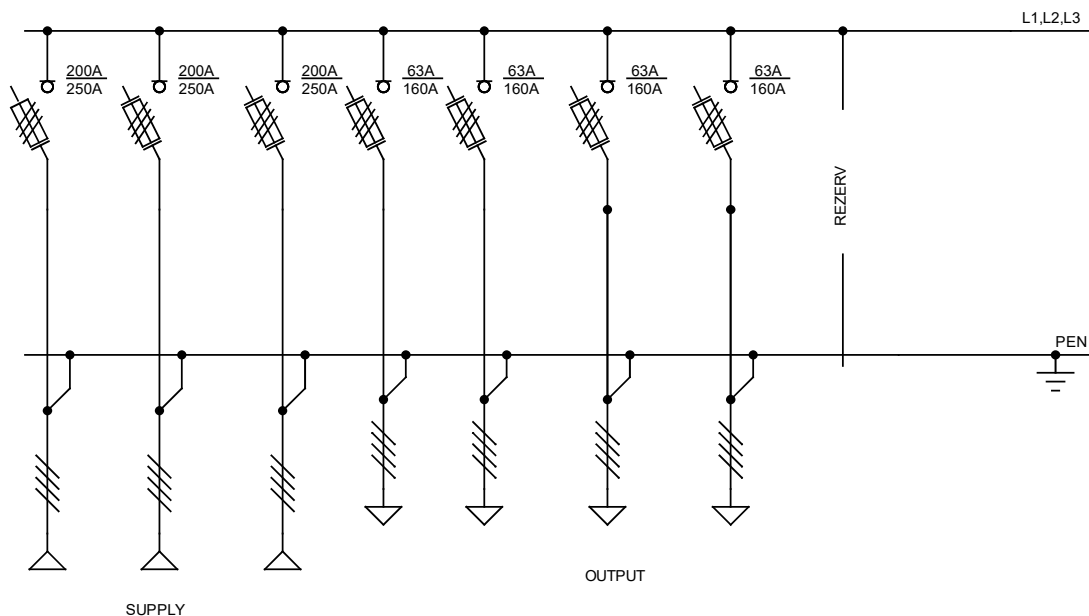 L1,L2,L3
200A
250A
200A
250A
200A
250A
63A
160A
63A
160A
63A
160A
63A
160A
REZERV
PEN
OUTPUT
SUPPLY